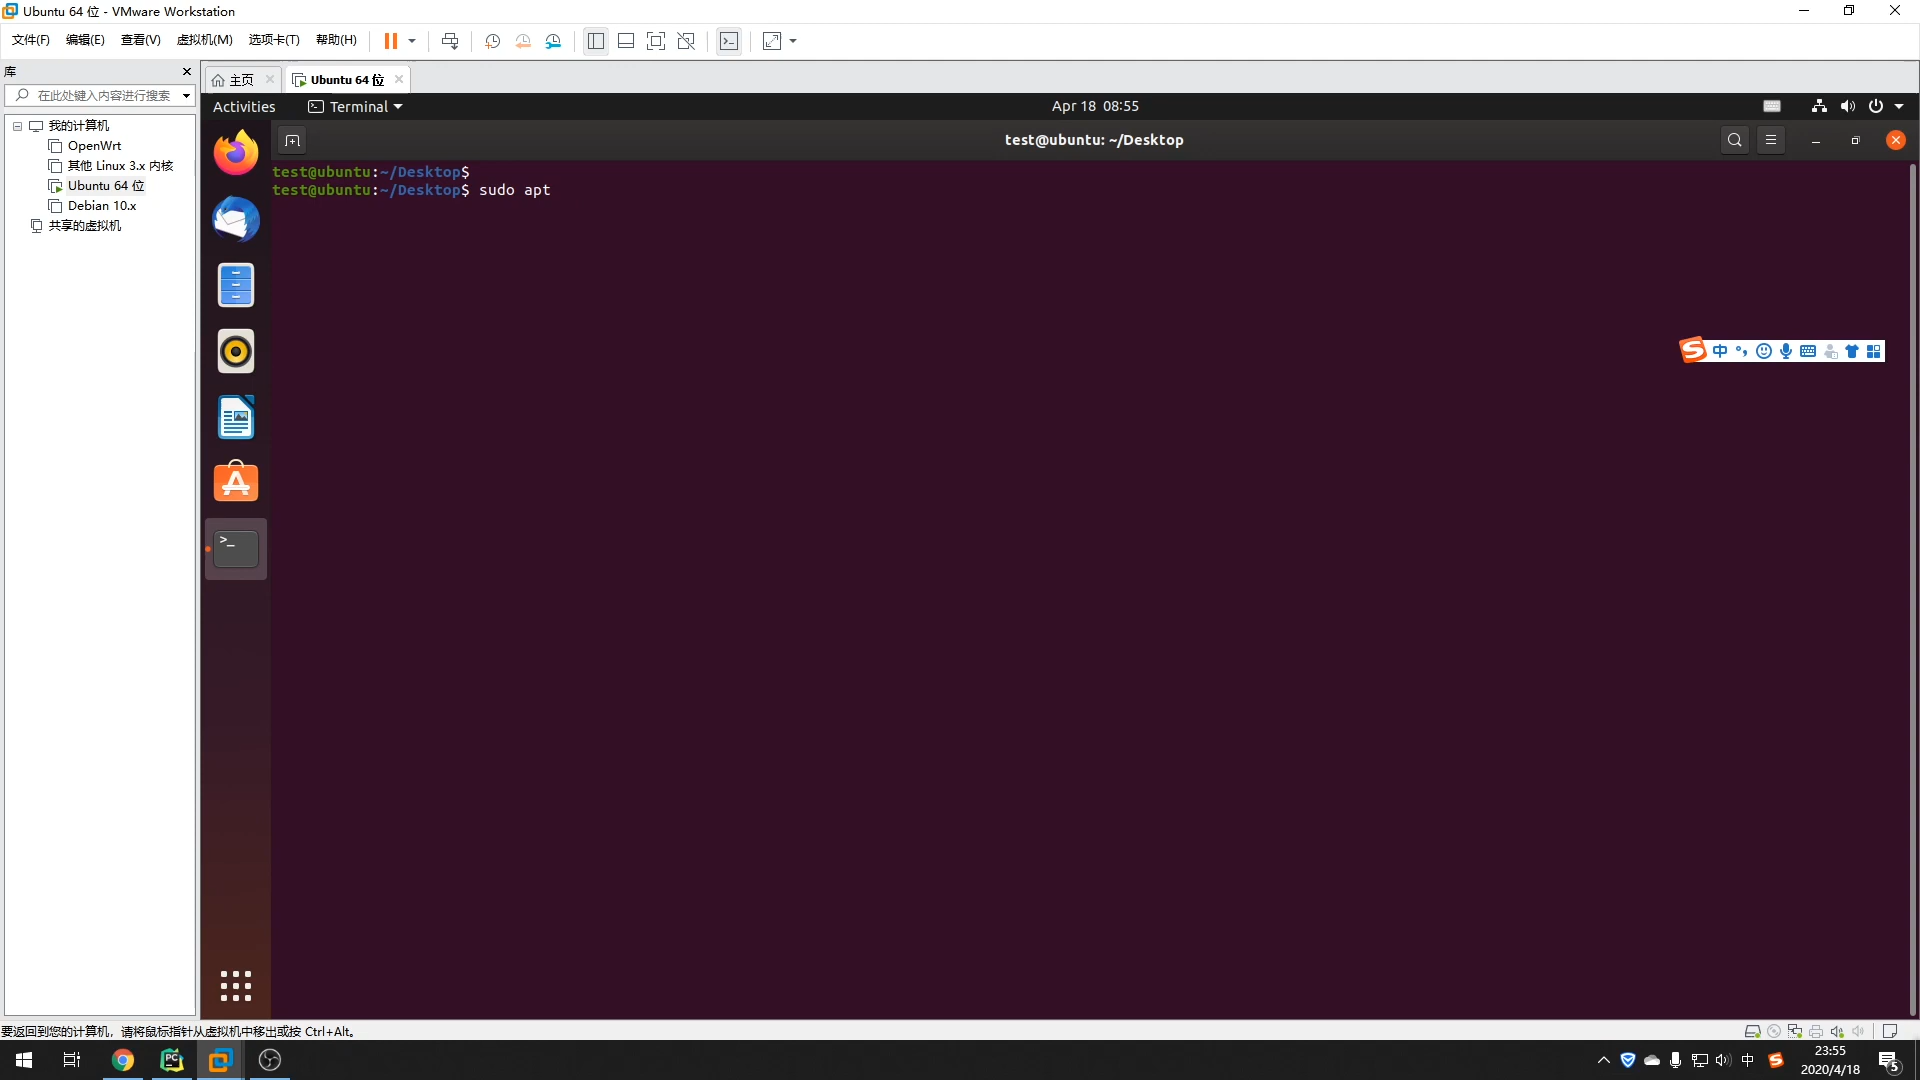 Ubuntu 64 位 - VMware Workstation
文件(F) 编辑(E) 查看(V) 虚拟机(M) 选项卡(T) 帮助(H)
库
在此处键入内容进行搜索
我的计算机
OpenWrt
其他 Linux 3.x 内核
Ubuntu 64 位
Debian 10.x
共享的虚拟机
主页
Ubuntu 64 位
Activities
Terminal
Apr 18 08:55
test@ubuntu: ~/Desktop
test@ubuntu:~/Desktop$
test@ubuntu:~/Desktop$ sudo apt
中
要返回到您的计算机，请将鼠标指针从虚拟机中移出或按 Ctrl+Alt。
中
23:55
2020/4/18
5